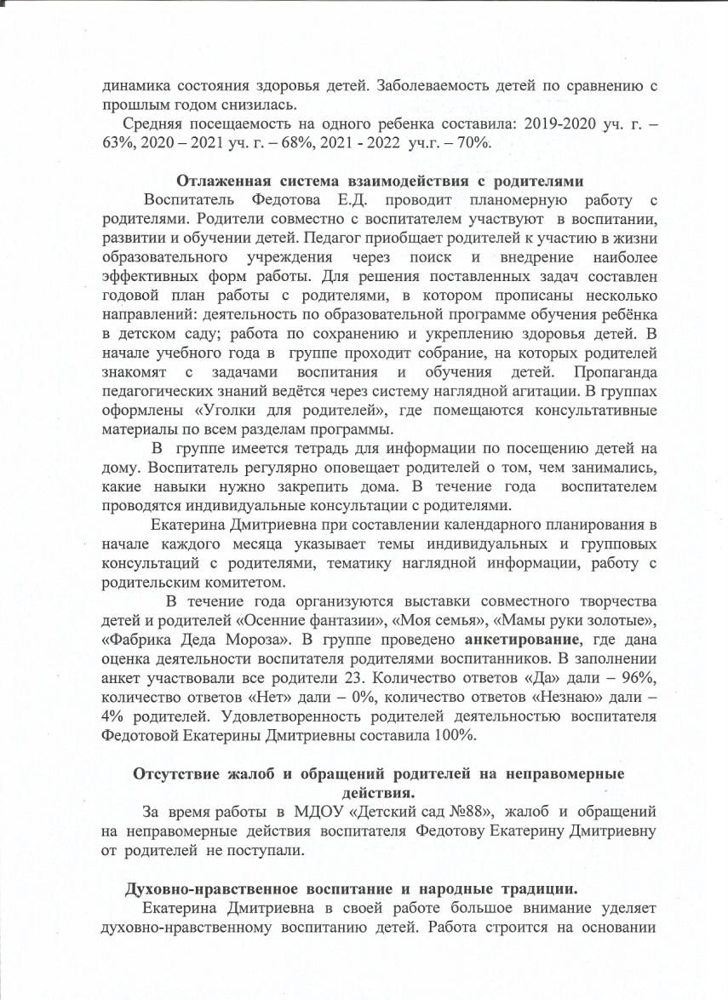 динамика состояния здоровья детей. Заболеваемость детей по сравнению с
прошлым годом снизилась.
Средняя посещаемость на одного ребенка составила: 2019-2020 уч. г. –
63%, 2020 – 2021 уч. г. – 68%, 2021 - 2022 уч.г. – 70%.
Отлаженная система взаимодействия с родителями
Воспитатель Федотова Е.Д. проводит планомерную работу с
родителями. Родители совместно с воспитателем участвуют в воспитании,
развитии и обучении детей. Педагог приобщает родителей к участию в жизни
образовательного учреждения через поиск и внедрение наиболее
эффективных форм работы. Для решения поставленных задач составлен
годовой план работы с родителями, в котором прописаны несколько
направлений: деятельность по образовательной программе обучения ребёнка
в детском саду; работа по сохранению и укреплению здоровья детей. В
начале учебного года в группе проходит собрание, на которых родителей
знакомят с задачами воспитания и обучения детей. Пропаганда
педагогических знаний ведётся через систему наглядной агитации. В группах
оформлены «Уголки для родителей», где помещаются консультативные
материалы по всем разделам программы.
В группе имеется тетрадь для информации по посещению детей на
дому. Воспитатель регулярно оповещает родителей о том, чем занимались,
какие навыки нужно закрепить дома. В течение года воспитателем
проводятся индивидуальные консультации с родителями.
Екатерина Дмитриевна при составлении календарного планирования в
начале каждого месяца указывает темы индивидуальных и групповых
консультаций с родителями, тематику наглядной информации, работу с
родительским комитетом.
В течение года организуются выставки совместного творчества
детей и родителей «Осенние фантазии», «Моя семья», «Мамы руки золотые»,
«Фабрика Деда Мороза». В группе проведено анкетирование, где дана
оценка деятельности воспитателя родителями воспитанников. В заполнении
анкет участвовали все родители 23. Количество ответов «Да» дали – 96%,
количество ответов «Нет» дали – 0%, количество ответов «Незнаю» дали –
4% родителей. Удовлетворенность родителей деятельностью воспитателя
Федотовой Екатерины Дмитриевны составила 100%.
Отсутствие жалоб и обращений родителей на неправомерные
действия.
За время работы в МДОУ «Детский сад №88», жалоб и обращений
на неправомерные действия воспитателя Федотову Екатерину Дмитриевну
от родителей не поступали.
Духовно-нравственное воспитание и народные традиции.
Екатерина Дмитриевна в своей работе большое внимание уделяет
духовно-нравственному воспитанию детей. Работа строится на основании